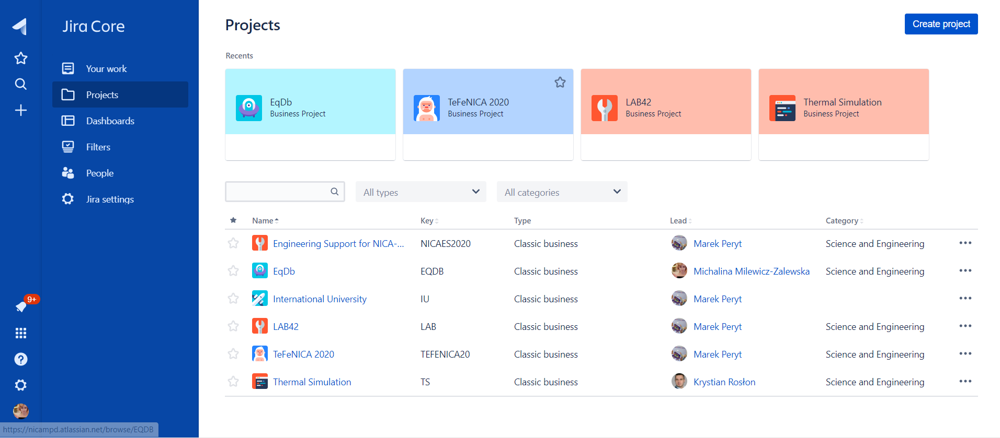 Jira Core
Your work
Projects
Dashboards
Filters
People
Jira settings
9+
https://nicampd.atlassian.net/browse/EQDB
Projects
Create project
Recents
EqDb
Business Project
TeFeNICA 2020
Business Project
LAB42
Business Project
Thermal Simulation
Business Project
All types
All categories
Name Key Type Lead Category
Engineering Support for NICA-... NICAES2020 Classic business Marek Peryt Science and Engineering
EqDb EQDB Classic business Michalina Milewicz-Zalewska Science and Engineering
International University IU Classic business Marek Peryt
LAB42 LAB Classic business Marek Peryt Science and Engineering
TeFeNICA 2020 TEFENICA20 Classic business Marek Peryt Science and Engineering
Thermal Simulation TS Classic business Krystian Rosłon Science and Engineering